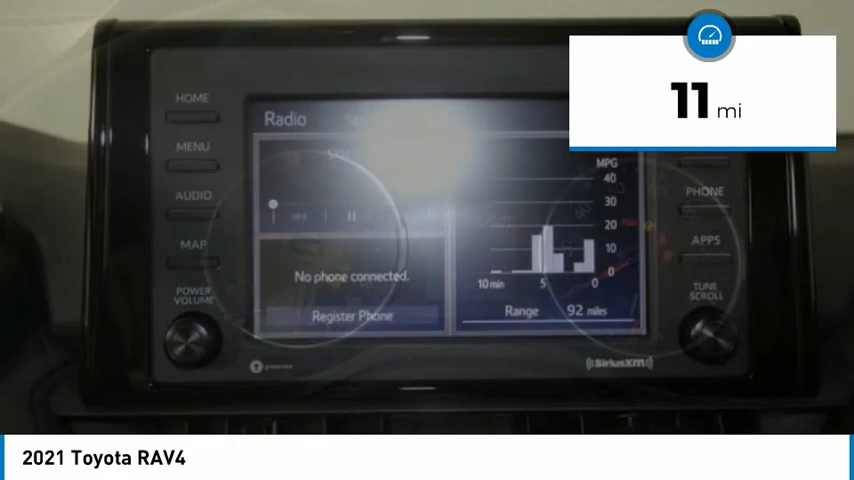 11 mi
HOME
MENU
AUDIO
MAP
POWER
VOLUME
Radio
No phone connected.
Register Phone
MPG
40
30
20
10
0
10 min 5 0
Range 92 miles
PHONE
APPS
TUNE
SCROLL
SiriusXM
2021 Toyota RAV4